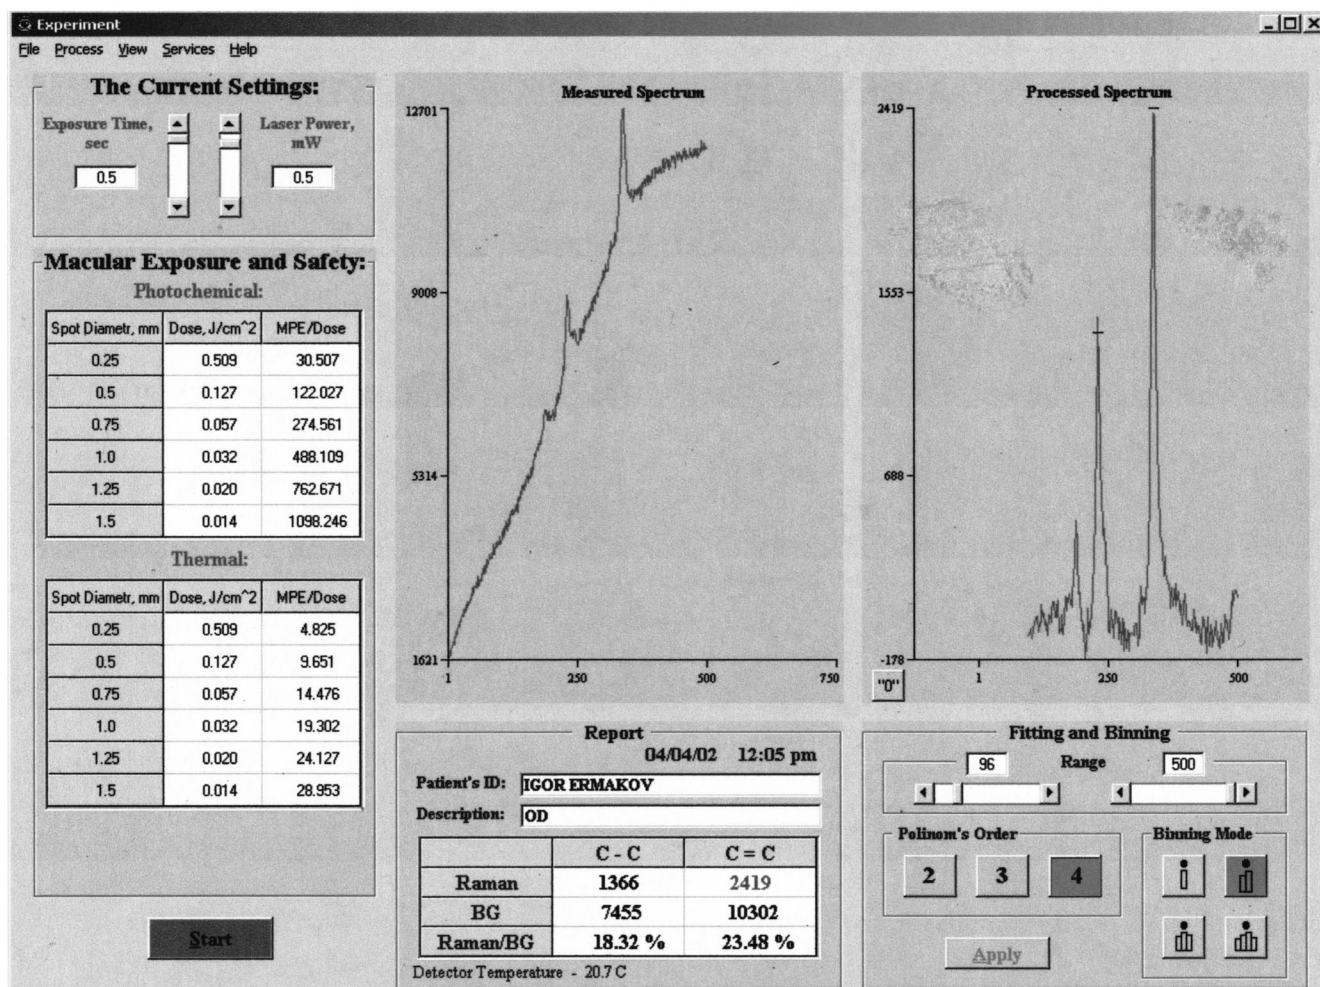 Experiment
File Process View Services Help
The Current Settings:
Exposure Time, sec
0.5
Laser Power, mW
0.5
Macular Exposure and Safety:
Photochemical:
Spot Diametr, mm Dose, J/cm^2 MPE/Dose
0.25 0.509 30.507
0.5 0.127 122.027
0.75 0.057 274.561
1.0 0.032 488.109
1.25 0.020 762.671
1.5 0.014 1098.246
Thermal:
Spot Diametr, mm Dose, J/cm^2 MPE/Dose
0.25 0.509 4.825
0.5 0.127 9.651
0.75 0.057 14.476
1.0 0.032 19.302
1.25 0.020 24.127
1.5 0.014 28.953
Start
Measured Spectrum
12701
9008
5314
1621
1 250 500 750
Processed Spectrum
2419
1553
688
-178
"0"
1 250 500
Report
04/04/02 12:05 pm
Patient's ID: IGOR ERMAKOV
Description: OD
C - C C = C
Raman 1366 2419
BG 7455 10302
Raman/BG 18.32 % 23.48 %
Detector Temperature - 20.7 C
Fitting and Binning
96 Range 500
Polinom's Order
2 3 4
Binning Mode
Apply